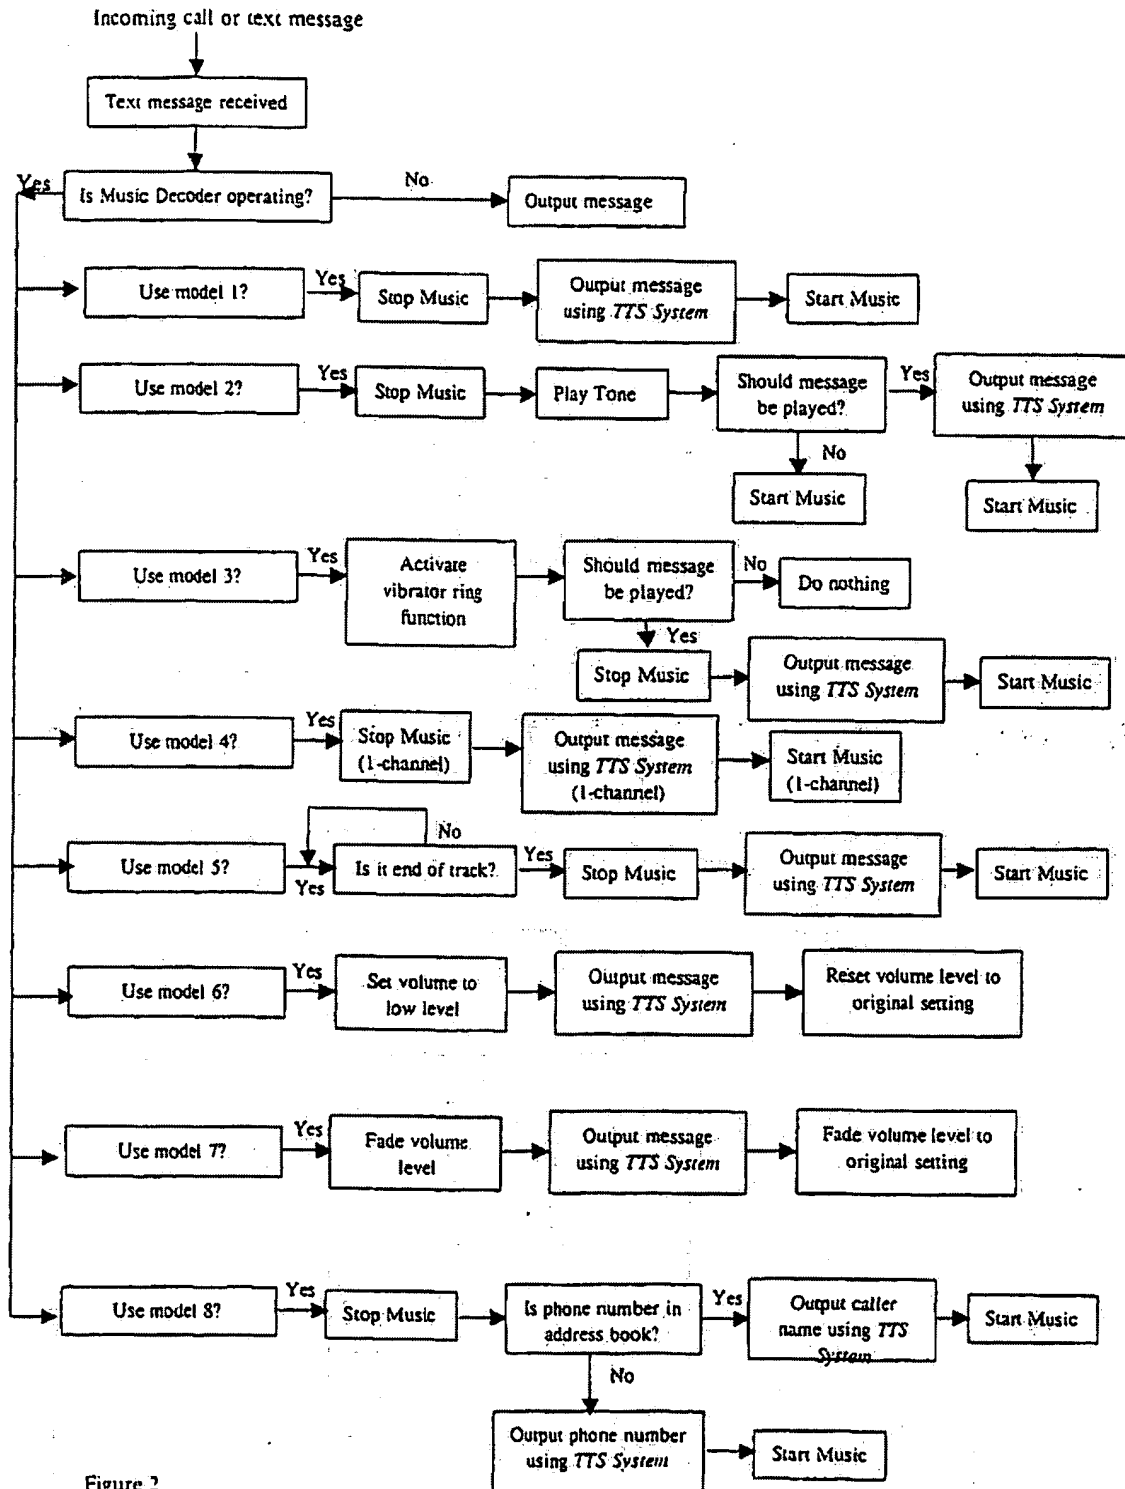 Incoming call or text message
Text message received
Yes
Is Music Decoder operating?
No
Output message
Use model 1?
Yes
Stop Music
Output message
using TTS System
Start Music
Use model 2?
Yes
Stop Music
Play Tone
Should message
be played?
Yes
Output message
using TTS System
No
Start Music
Start Music
Use model 3?
Yes
Activate
vibrator ring
function
Should message
be played?
No
Do nothing
Yes
Stop Music
Output message
using TTS System
Start Music
Use model 4?
Yes
Stop Music
(1-channel)
Output message
using TTS System
(1-channel)
Start Music
(1-channel)
Use model 5?
Yes
No
Is it end of track?
Yes
Stop Music
Output message
using TTS System
Start Music
Use model 6?
Yes
Set volume to
low level
Output message
using TTS System
Reset volume level to
original setting
Use model 7?
Yes
Fade volume
level
Output message
using TTS System
Fade volume level to
original setting
Use model 8?
Yes
Stop Music
Is phone number in
address book?
Yes
Output caller
name using TTS
System
Start Music
No
Output phone number
using TTS System
Start Music
Figure 2